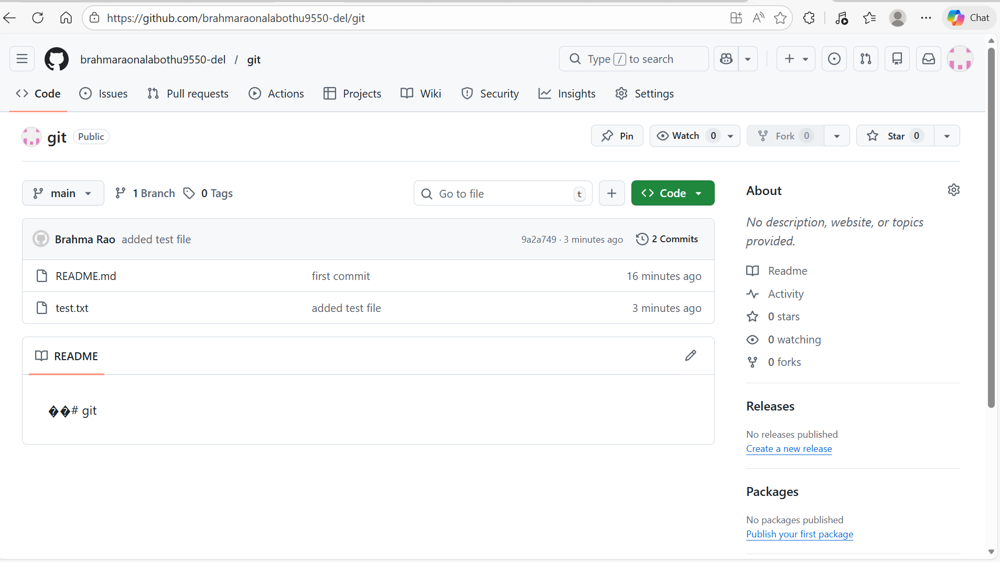 https://github.com/brahmaraonalabothu9550-del/git
Chat
brahmaraonalabothu9550-del / git
Type / to search
Code Issues Pull requests Actions Projects Wiki Security Insights Settings
git Public
Pin Watch 0 Fork 0 Star 0
main 1 Branch 0 Tags
Go to file t
Code
Brahma Rao added test file 9a2a749 · 3 minutes ago 2 Commits
README.md first commit 16 minutes ago
test.txt added test file 3 minutes ago
README
��# git
About
No description, website, or topics
provided.
Readme
Activity
0 stars
0 watching
0 forks
Releases
No releases published
Create a new release
Packages
No packages published
Publish your first package